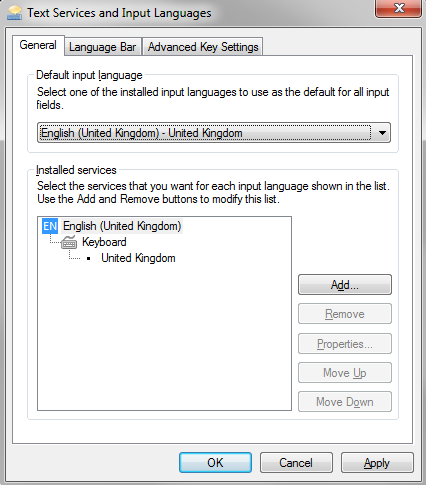 Text Services and Input Languages
General
Language Bar
Advanced Key Settings
Default input language
Select one of the installed input languages to use as the default for all input
fields.
English (United Kingdom) - United Kingdom
Installed services
Select the services that you want for each input language shown in the list.
Use the Add and Remove buttons to modify this list.
EN English (United Kingdom)
Keyboard
United Kingdom
Add...
Remove
Properties...
Move Up
Move Down
OK
Cancel
Apply